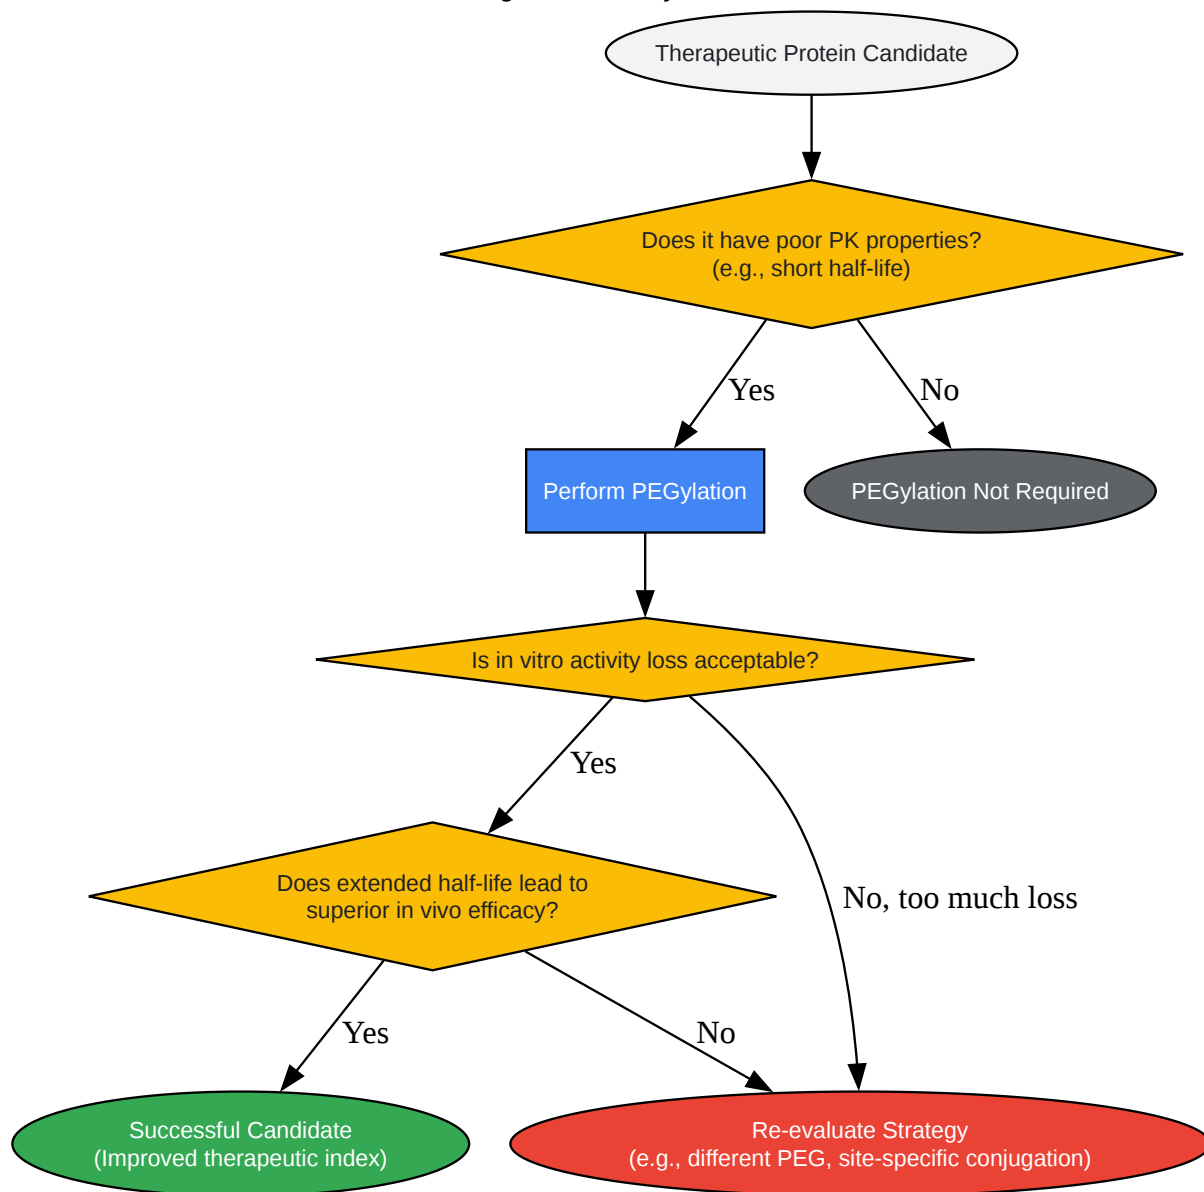 Therapeutic Protein Candidate
Does it have poor PK properties?
(e.g., short half-life)
Yes
No
Perform PEGylation
PEGylation Not Required
Is in vitro activity loss acceptable?
Yes
Does extended half-life lead to
superior in vivo efficacy?
No, too much loss
Yes
No
Successful Candidate
(Improved therapeutic index)
Re-evaluate Strategy
(e.g., different PEG, site-specific conjugation)